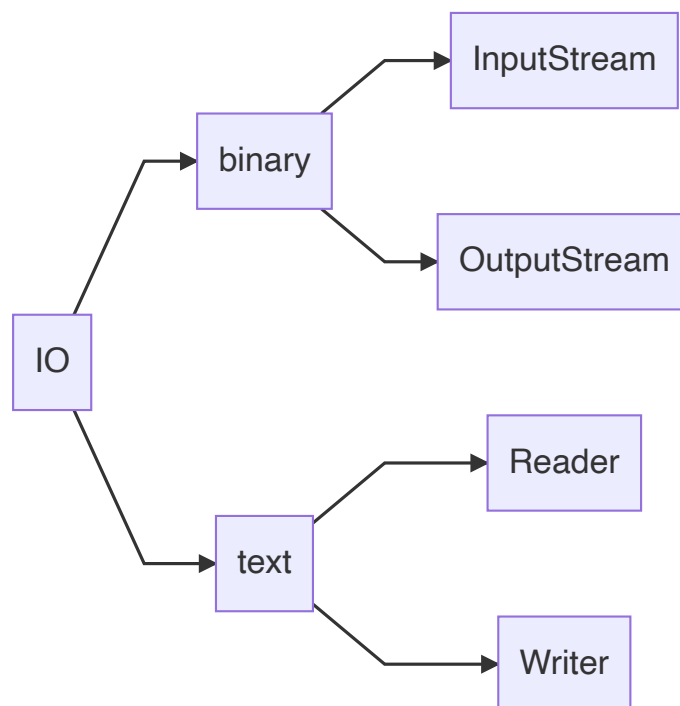 InputStream
binary
OutputStream
IO
Reader
text
Writer